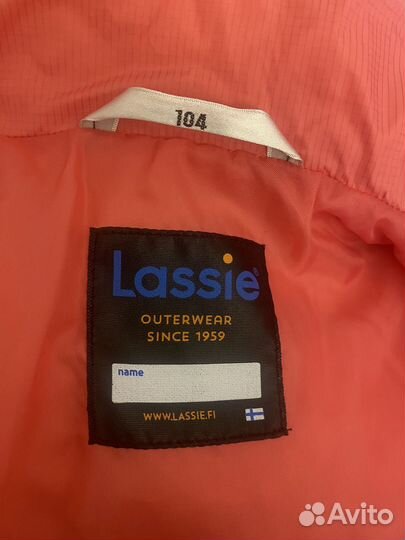 104
Lassie®
OUTERWEAR
SINCE 1959
name
WWW.LASSIE.FI
Avito